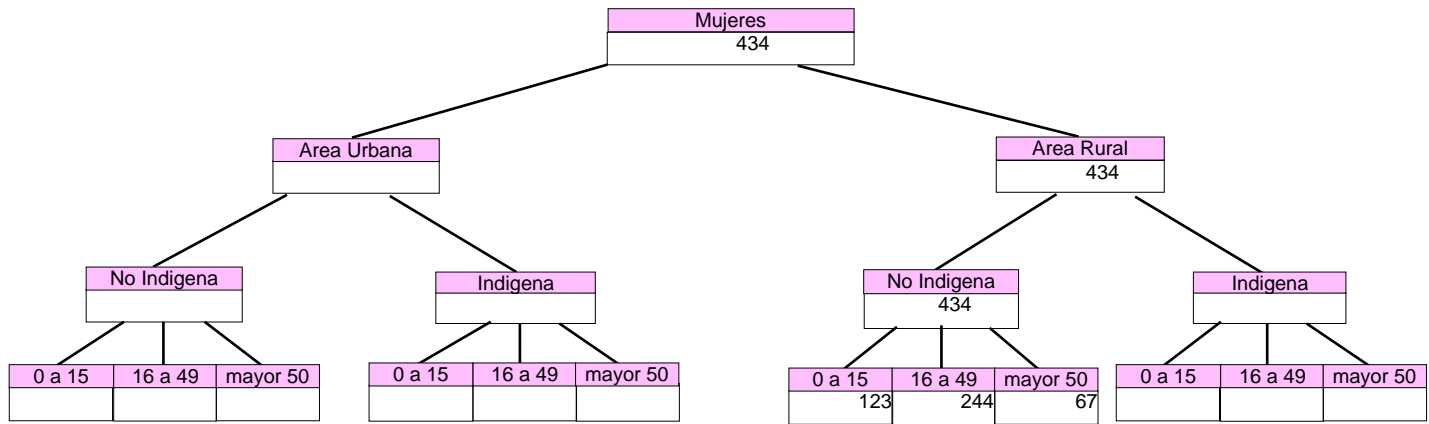 Mujeres
434
Area Urbana
Area Rural
434
No Indigena
Indigena
No Indigena
434
Indigena
0 a 15 16 a 49 mayor 50
0 a 15 16 a 49 mayor 50
0 a 15 16 a 49 mayor 50
123 244 67
0 a 15 16 a 49 mayor 50